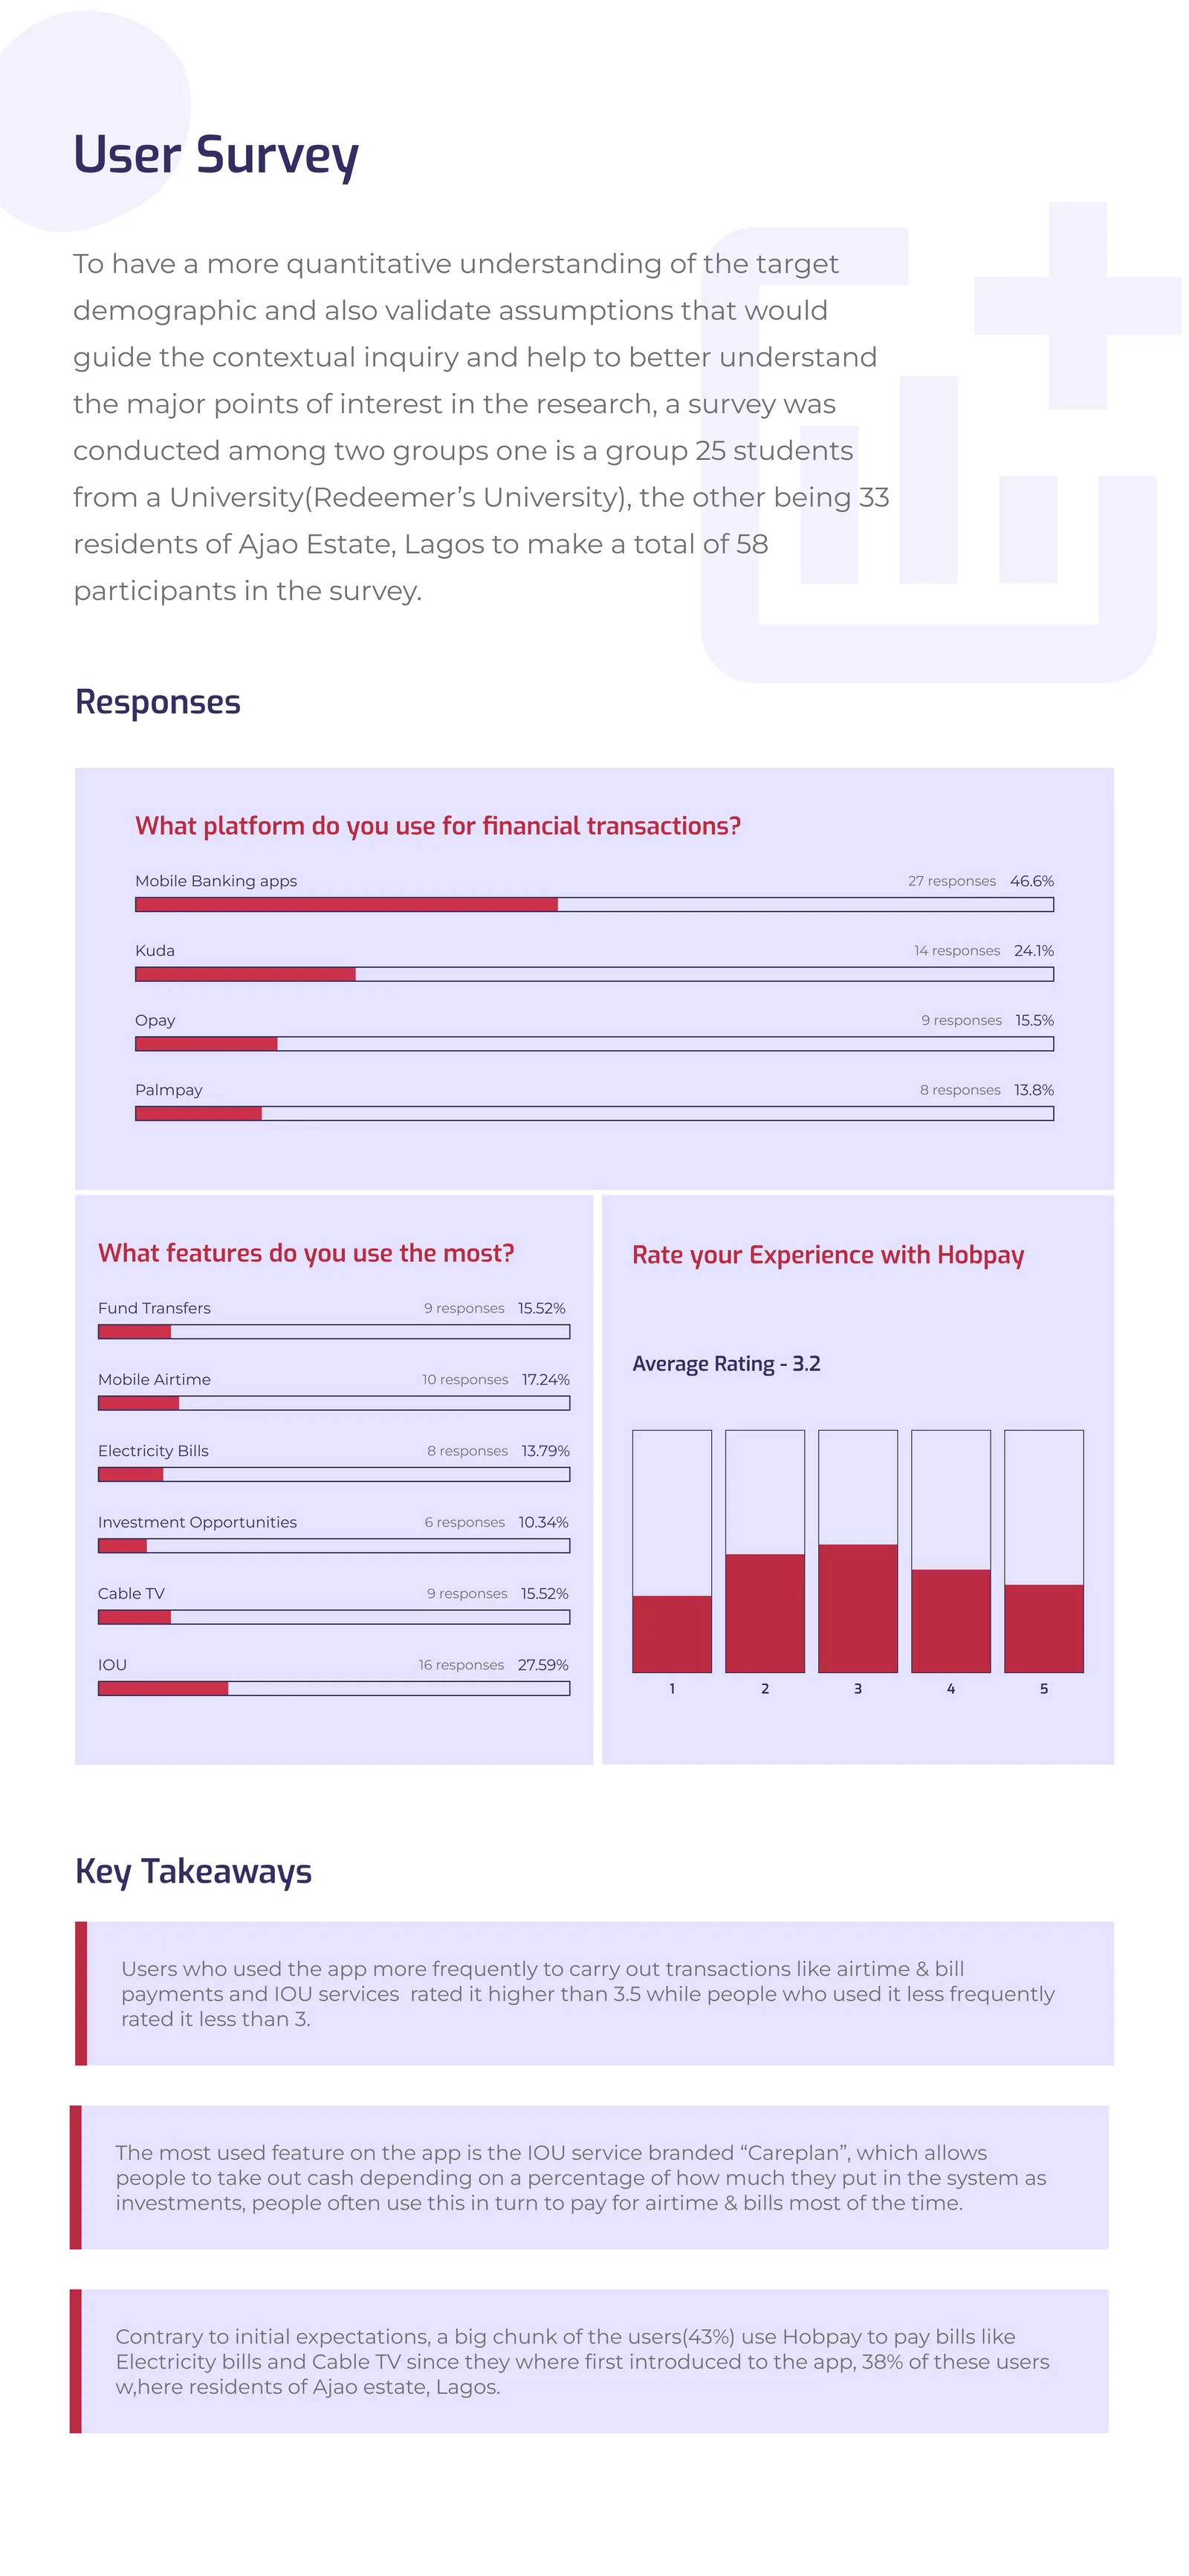 User Survey
To have a more quantitative understanding of the target
demographic and also validate assumptions that would
guide the contextual inquiry and help to better understand
the major points of interest in the research, a survey was
conducted among two groups one is a group 25 students
from a University(Redeemer’s University), the other being 33
residents of Ajao Estate, Lagos to make a total of 58
participants in the survey.
Responses
What platform do you use for financial transactions?
Mobile Banking apps 27 responses 46.6%
Kuda 14 responses 24.1%
Opay 9 responses 15.5%
Palmpay 8 responses 13.8%
What features do you use the most?
Fund Transfers 9 responses 15.52%
Mobile Airtime 10 responses 17.24%
Electricity Bills 8 responses 13.79%
Investment Opportunities 6 responses 10.34%
Cable TV 9 responses 15.52%
IOU 16 responses 27.59%
Rate your Experience with Hobpay
Average Rating - 3.2
1 2 3 4 5
Key Takeaways
Users who used the app more frequently to carry out transactions like airtime & bill
payments and IOU services rated it higher than 3.5 while people who used it less frequently
rated it less than 3.
The most used feature on the app is the IOU service branded “Careplan”, which allows
people to take out cash depending on a percentage of how much they put in the system as
investments, people often use this in turn to pay for airtime & bills most of the time.
Contrary to initial expectations, a big chunk of the users(43%) use Hobpay to pay bills like
Electricity bills and Cable TV since they where first introduced to the app, 38% of these users
w,here residents of Ajao estate, Lagos.